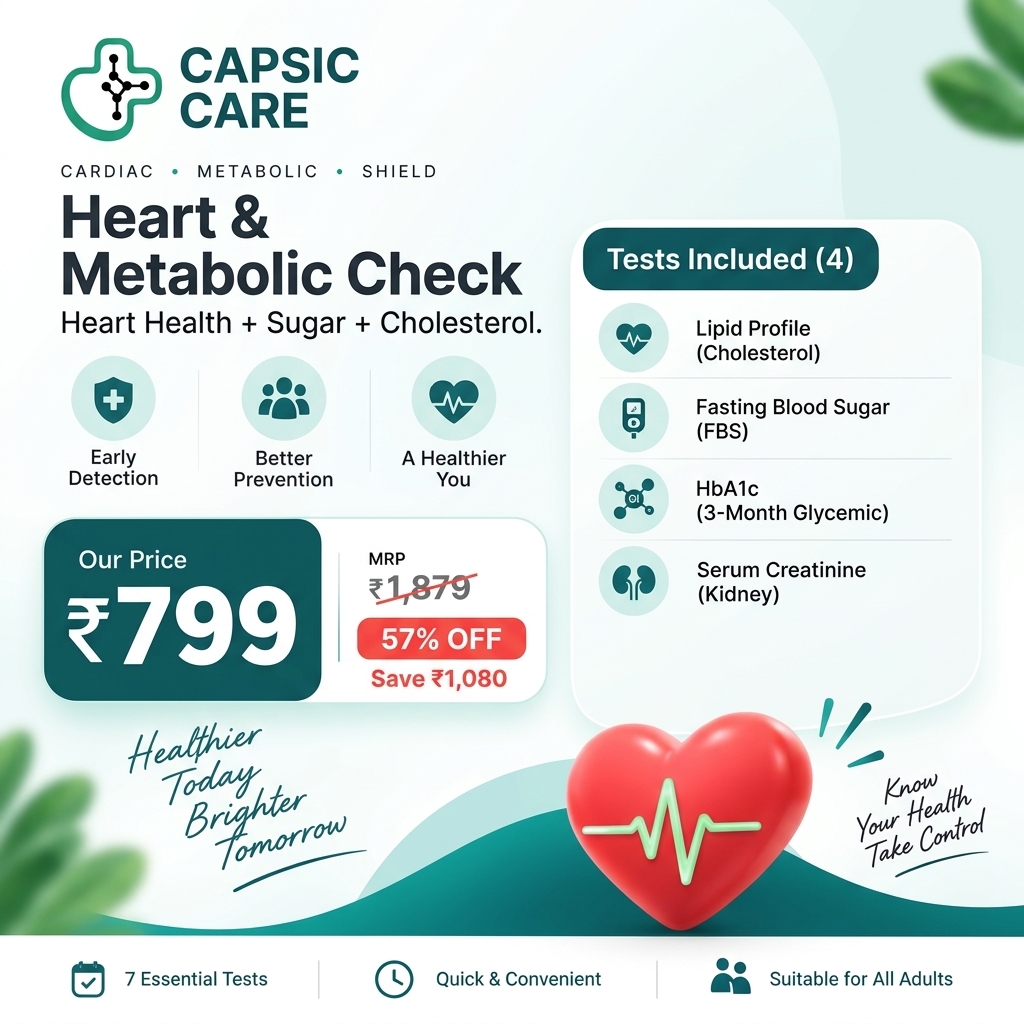 CAPSIC
CARE
CARDIAC • METABOLIC • SHIELD
Heart &
Metabolic Check
Heart Health + Sugar + Cholesterol.
Early
Detection
Better
Prevention
A Healthier
You
Our Price
₹799
MRP
₹1,879
57% OFF
Save ₹1,080
Tests Included (4)
Lipid Profile
(Cholesterol)
Fasting Blood Sugar
(FBS)
HbA1c
(3-Month Glycemic)
Serum Creatinine
(Kidney)
Healthier
Today
Brighter
Tomorrow
Know
Your Health
Take Control
7 Essential Tests
Quick & Convenient
Suitable for All Adults